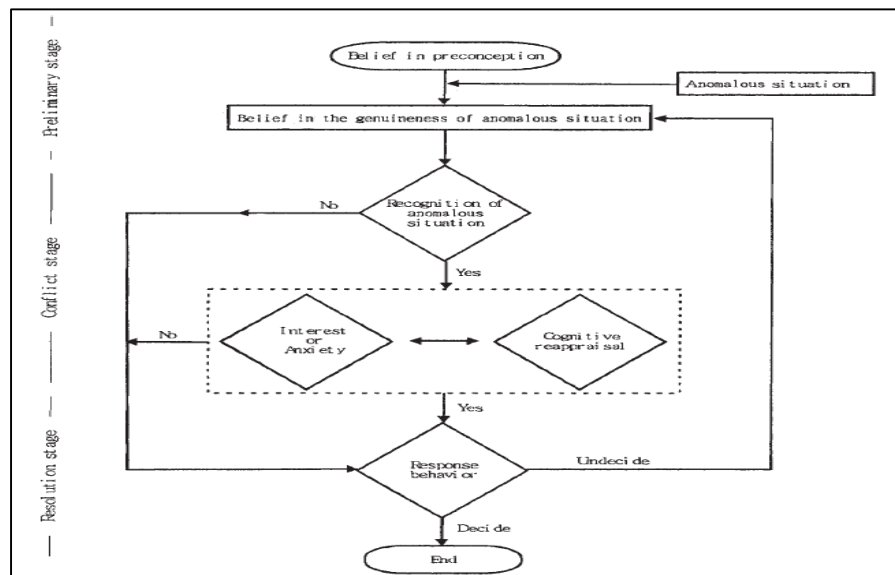 Belief in preconception
Anomalous situation
Belief in the genuineness of anomalous situation
Recognition of
anomalous
situation
No
Yes
Interest
or
Anxiety
Cognitive
reappraisal
No
Yes
Response
behavior
Undecide
Decide
End
Preliminary stage
Conflict stage
Resolution stage